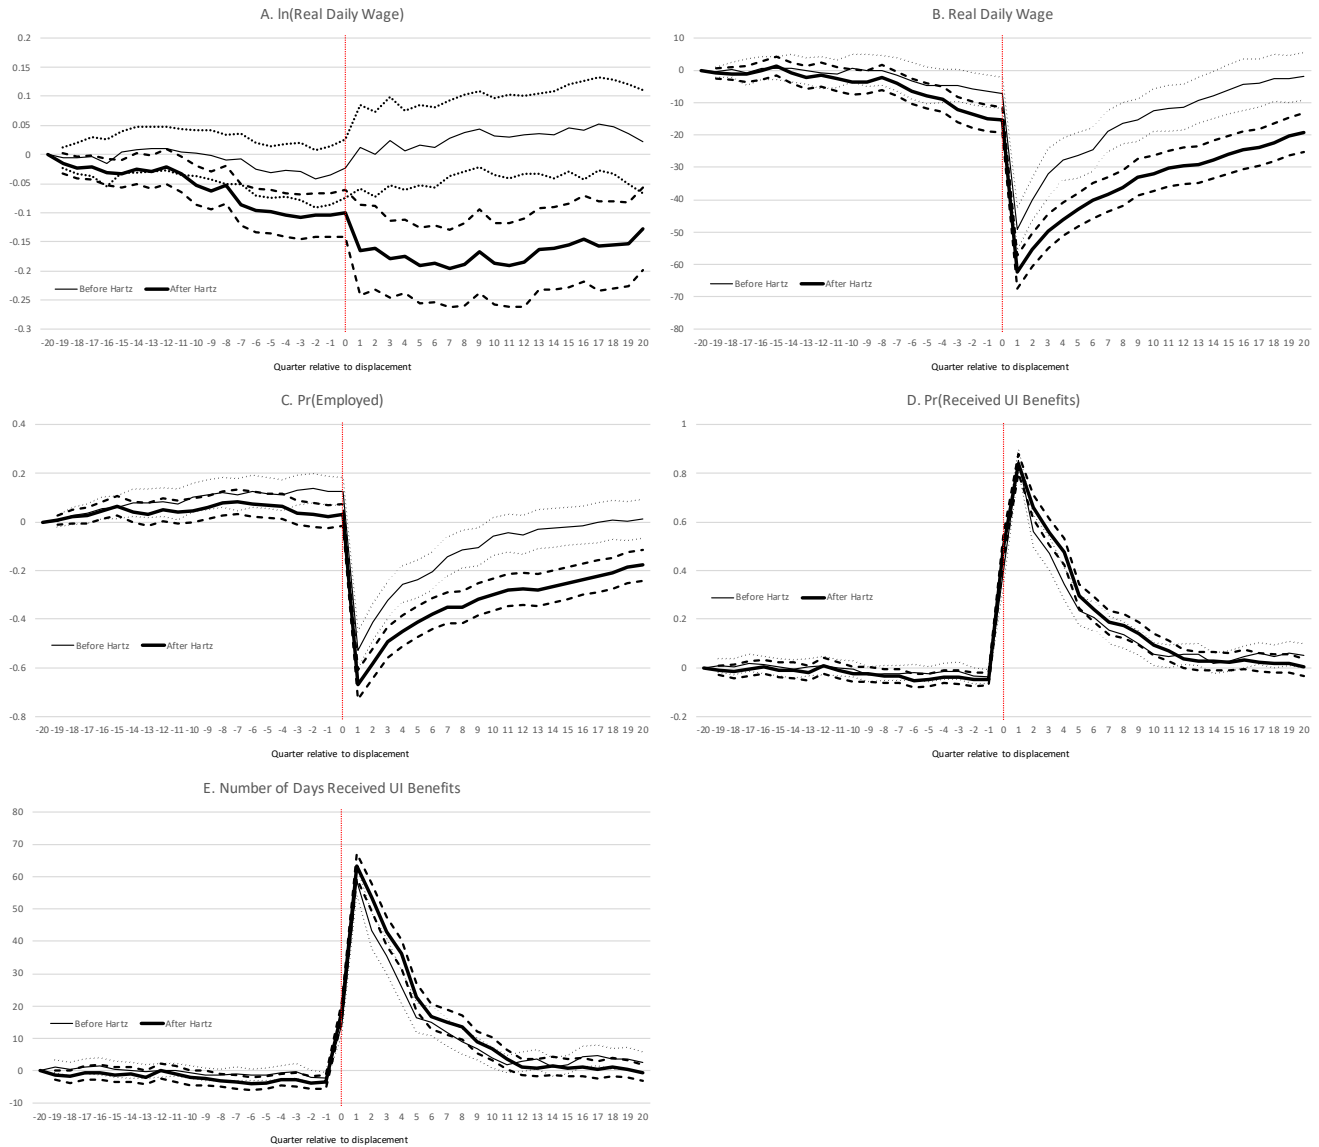 A. ln(Real Daily Wage)
0.2
0.15
0.1
0.05
0
-0.05
-0.1
-0.15
-0.2
-0.25
-0.3
Before Hartz After Hartz
-20 -19 -18 -17 -16 -15 -14 -13 -12 -11 -10 -9 -8 -7 -6 -5 -4 -3 -2 -1 0 1 2 3 4 5 6 7 8 9 10 11 12 13 14 15 16 17 18 19 20
Quarter relative to displacement
B. Real Daily Wage
10
0
-10
-20
-30
-40
-50
-60
-70
-80
Before Hartz After Hartz
-20 -19 -18 -17 -16 -15 -14 -13 -12 -11 -10 -9 -8 -7 -6 -5 -4 -3 -2 -1 0 1 2 3 4 5 6 7 8 9 10 11 12 13 14 15 16 17 18 19 20
Quarter relative to displacement
C. Pr(Employed)
0.4
0.2
0
-0.2
-0.4
-0.6
-0.8
Before Hartz After Hartz
-20 -19 -18 -17 -16 -15 -14 -13 -12 -11 -10 -9 -8 -7 -6 -5 -4 -3 -2 -1 0 1 2 3 4 5 6 7 8 9 10 11 12 13 14 15 16 17 18 19 20
Quarter relative to displacement
D. Pr(Received UI Benefits)
1
0.8
0.6
0.4
0.2
0
-0.2
Before Hartz After Hartz
-20 -19 -18 -17 -16 -15 -14 -13 -12 -11 -10 -9 -8 -7 -6 -5 -4 -3 -2 -1 0 1 2 3 4 5 6 7 8 9 10 11 12 13 14 15 16 17 18 19 20
Quarter relative to displacement
E. Number of Days Received UI Benefits
80
70
60
50
40
30
20
10
0
-10
Before Hartz After Hartz
-20 -19 -18 -17 -16 -15 -14 -13 -12 -11 -10 -9 -8 -7 -6 -5 -4 -3 -2 -1 0 1 2 3 4 5 6 7 8 9 10 11 12 13 14 15 16 17 18 19 20
Quarter relative to displacement